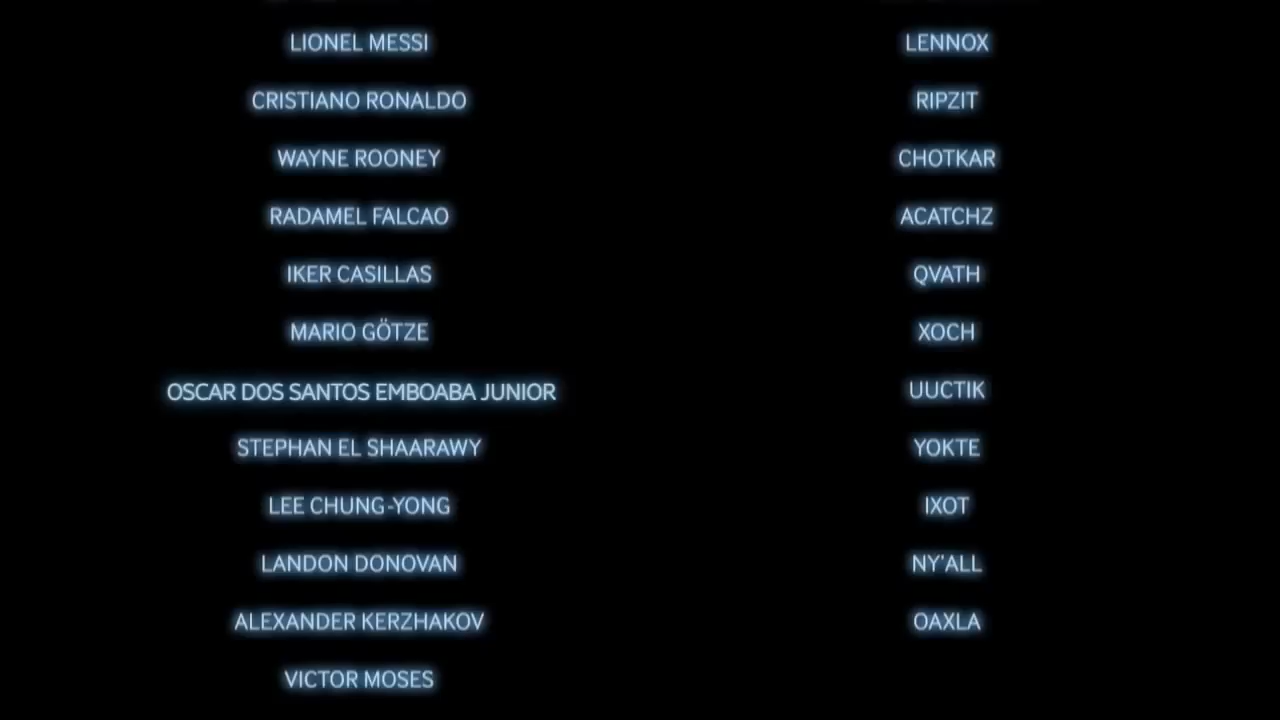 LIONEL MESSI
CRISTIANO RONALDO
WAYNE ROONEY
RADAMEL FALCAO
IKER CASILLAS
MARIO GÖTZE
OSCAR DOS SANTOS EMBOABA JUNIOR
STEPHAN EL SHAARAWY
LEE CHUNG-YONG
LANDON DONOVAN
ALEXANDER KERZHAKOV
VICTOR MOSES
LENNOX
RIPZIT
CHOTKAR
ACATCHZ
QVATH
XOCH
UUCTIK
YOKTE
IXOT
NY'ALL
OAXLA